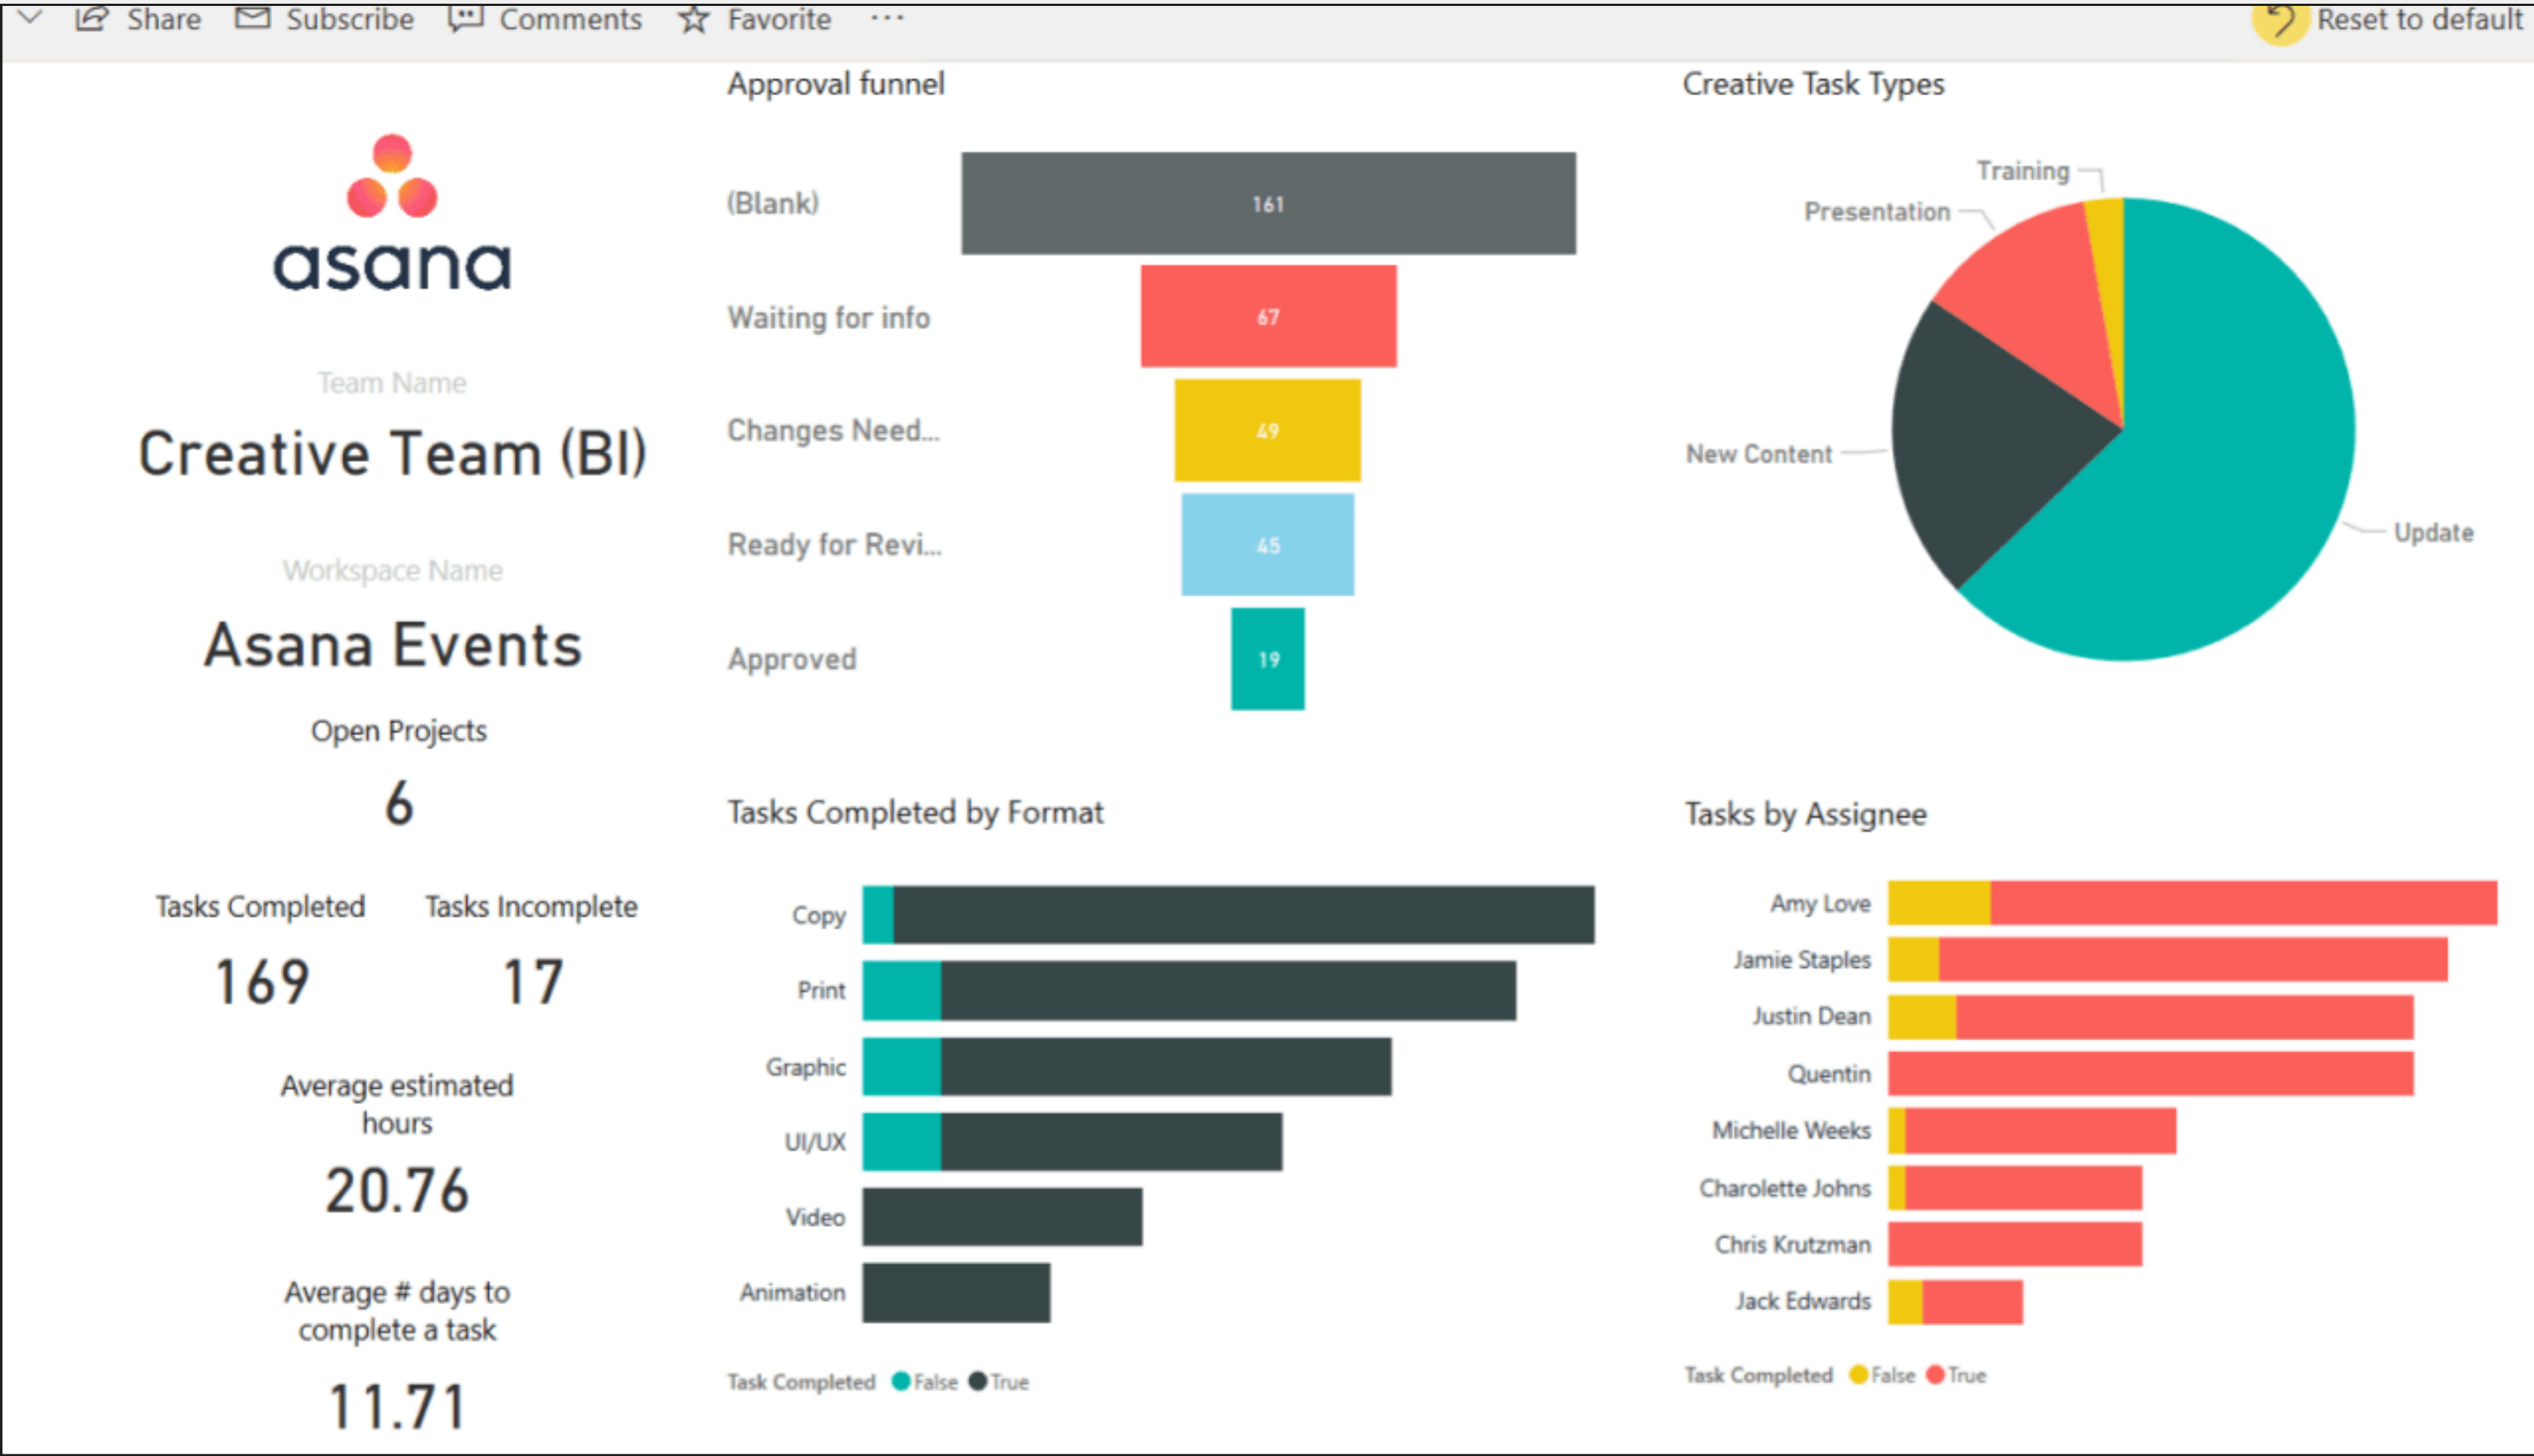 Share Subscribe Comments Favorite ... Reset to default
asana
Team Name
Creative Team (BI)
Workspace Name
Asana Events
Open Projects
6
Tasks Completed Tasks Incomplete
169 17
Average estimated
hours
20.76
Average # days to
complete a task
11.71
Approval funnel
(Blank) 161
Waiting for info 67
Changes Need... 49
Ready for Revi... 45
Approved 19
Creative Task Types
Training
Presentation
New Content
Update
Tasks Completed by Format
Copy
Print
Graphic
UI/UX
Video
Animation
Task Completed False True
Tasks by Assignee
Amy Love
Jamie Staples
Justin Dean
Quentin
Michelle Weeks
Charolette Johns
Chris Krutzman
Jack Edwards
Task Completed False True